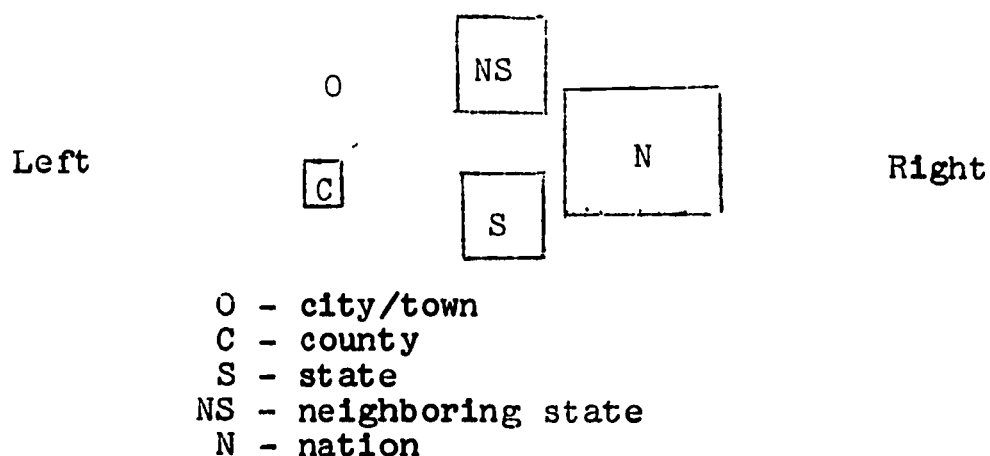 NS
O
N
Left
Right
C
S
O - city/town
C - county
S - state
NS - neighboring state
N - nation